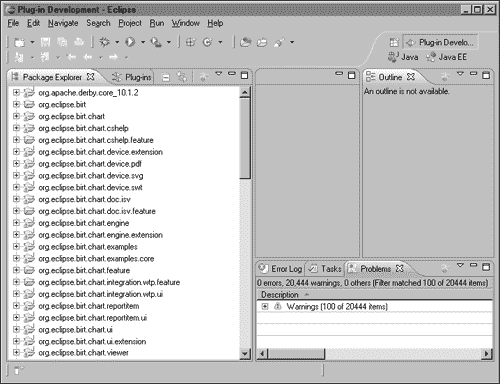 Plug-in Development - Eclipse
File Edit Navigate Search Project Run Window Help
Plug-in Develo...
Java Java EE
Package Explorer Plug-ins
Outline
An outline is not available.
org.apache.derby.core_10.1.2
org.eclipse.birt
org.eclipse.birt.chart
org.eclipse.birt.chart.cshelp
org.eclipse.birt.chart.cshelp.feature
org.eclipse.birt.chart.device.extension
org.eclipse.birt.chart.device.pdf
org.eclipse.birt.chart.device.svg
org.eclipse.birt.chart.device.swt
org.eclipse.birt.chart.doc.isv
org.eclipse.birt.chart.doc.isv.feature
org.eclipse.birt.chart.engine
org.eclipse.birt.chart.engine.extension
org.eclipse.birt.chart.examples
org.eclipse.birt.chart.examples.core
org.eclipse.birt.chart.feature
org.eclipse.birt.chart.integration.wtp.feature
org.eclipse.birt.chart.integration.wtp.ui
org.eclipse.birt.chart.reportitem
org.eclipse.birt.chart.reportitem.ui
org.eclipse.birt.chart.ui
org.eclipse.birt.chart.ui.extension
org.eclipse.birt.chart.viewer
Error Log Tasks Problems
0 errors, 20,444 warnings, 0 others (Filter matched 100 of 20444 items)
Description
Warnings (100 of 20444 items)